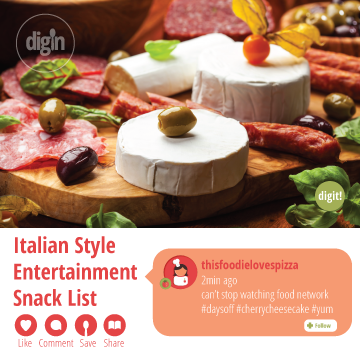 digin
digit!
Italian Style
Entertainment
Snack List
Like Comment Save Share
thisfoodielovespizza
2min ago
can't stop watching food network
#daysoff #cherrycheesecake #yum
+ Follow